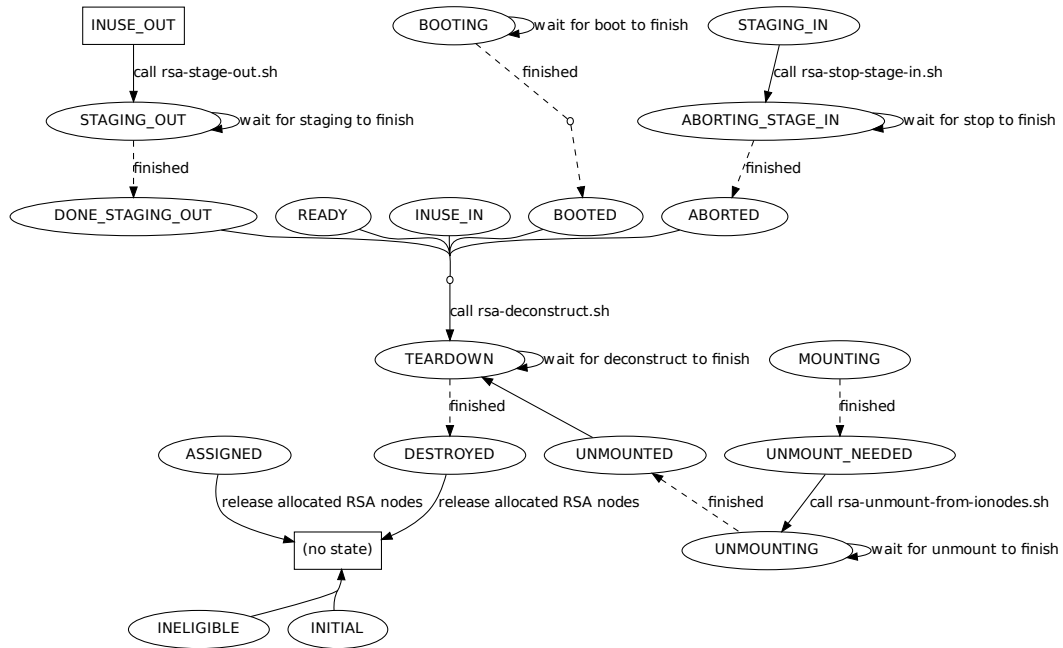 INUSE_OUT
BOOTING
wait for boot to finish
STAGING_IN
call rsa-stage-out.sh
finished
call rsa-stop-stage-in.sh
STAGING_OUT
wait for staging to finish
ABORTING_STAGE_IN
wait for stop to finish
finished
finished
DONE_STAGING_OUT
READY
INUSE_IN
BOOTED
ABORTED
call rsa-deconstruct.sh
TEARDOWN
wait for deconstruct to finish
MOUNTING
finished
finished
ASSIGNED
DESTROYED
UNMOUNTED
UNMOUNT_NEEDED
release allocated RSA nodes
release allocated RSA nodes
finished
call rsa-unmount-from-ionodes.sh
(no state)
UNMOUNTING
wait for unmount to finish
INELIGIBLE
INITIAL